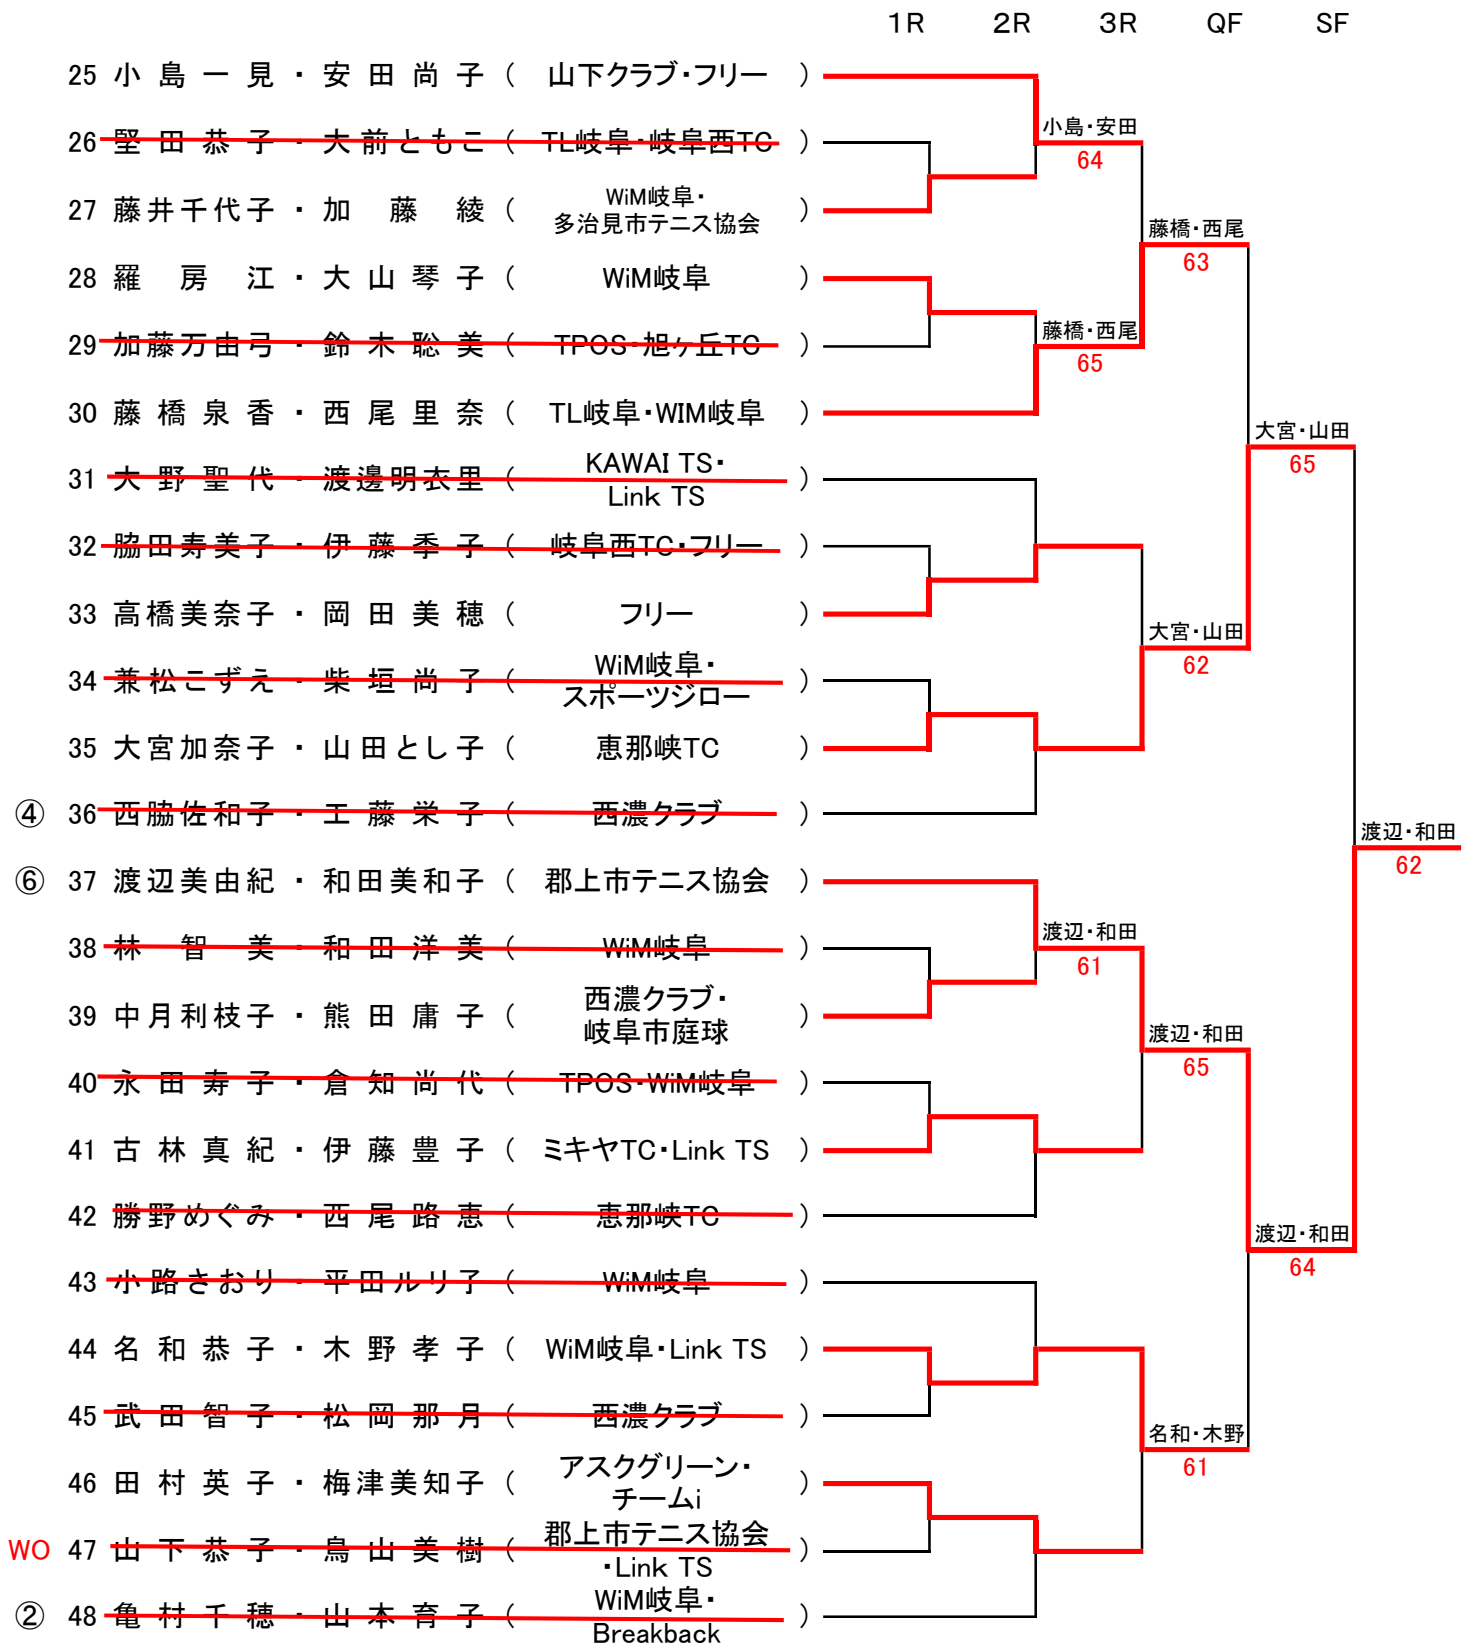 1R 2R 3R QF SF
25 小島一見・安田尚子( 山下クラブ・フリー )
26 堅田恭子・大前ともこ( TL岐阜・岐阜西TC )
小島・安田
64
27 藤井千代子・加藤綾( WiM岐阜・
多治見市テニス協会 )
藤橋・西尾
63
28 羅房江・大山琴子( WiM岐阜 )
29 加藤万由弓・鈴木聡美( TPOS・旭ヶ丘TC )
藤橋・西尾
65
30 藤橋泉香・西尾里奈( TL岐阜・WIM岐阜 )
大宮・山田
65
31 大野聖代・渡邊明衣里( KAWAI TS・
Link TS )
32 脇田寿美子・伊藤季子( 岐阜西TC・フリー )
33 高橋美奈子・岡田美穂( フリー )
大宮・山田
62
34 兼松こずえ・柴垣尚子( WiM岐阜・
スポーツジロー )
35 大宮加奈子・山田とし子( 恵那峡TC )
④ 36 西脇佐和子・工藤栄子( 西濃クラブ )
渡辺・和田
62
⑥ 37 渡辺美由紀・和田美和子( 郡上市テニス協会 )
38 林智美・和田洋美( WiM岐阜 )
渡辺・和田
61
39 中月利枝子・熊田庸子( 西濃クラブ・
岐阜市庭球 )
渡辺・和田
65
40 永田寿子・倉知尚代( TPOS・WiM岐阜 )
41 古林真紀・伊藤豊子( ミキヤTC・Link TS )
42 勝野めぐみ・西尾路恵( 恵那峡TC )
渡辺・和田
64
43 小路さおり・平田ルリ子( WiM岐阜 )
44 名和恭子・木野孝子( WiM岐阜・Link TS )
45 武田智子・松岡那月( 西濃クラブ )
名和・木野
61
46 田村英子・梅津美知子( アスクグリーン・
チームi )
WO 47 山下恭子・鳥山美樹( 郡上市テニス協会
・Link TS )
② 48 亀村千穂・山本育子( WiM岐阜・
Breakback )